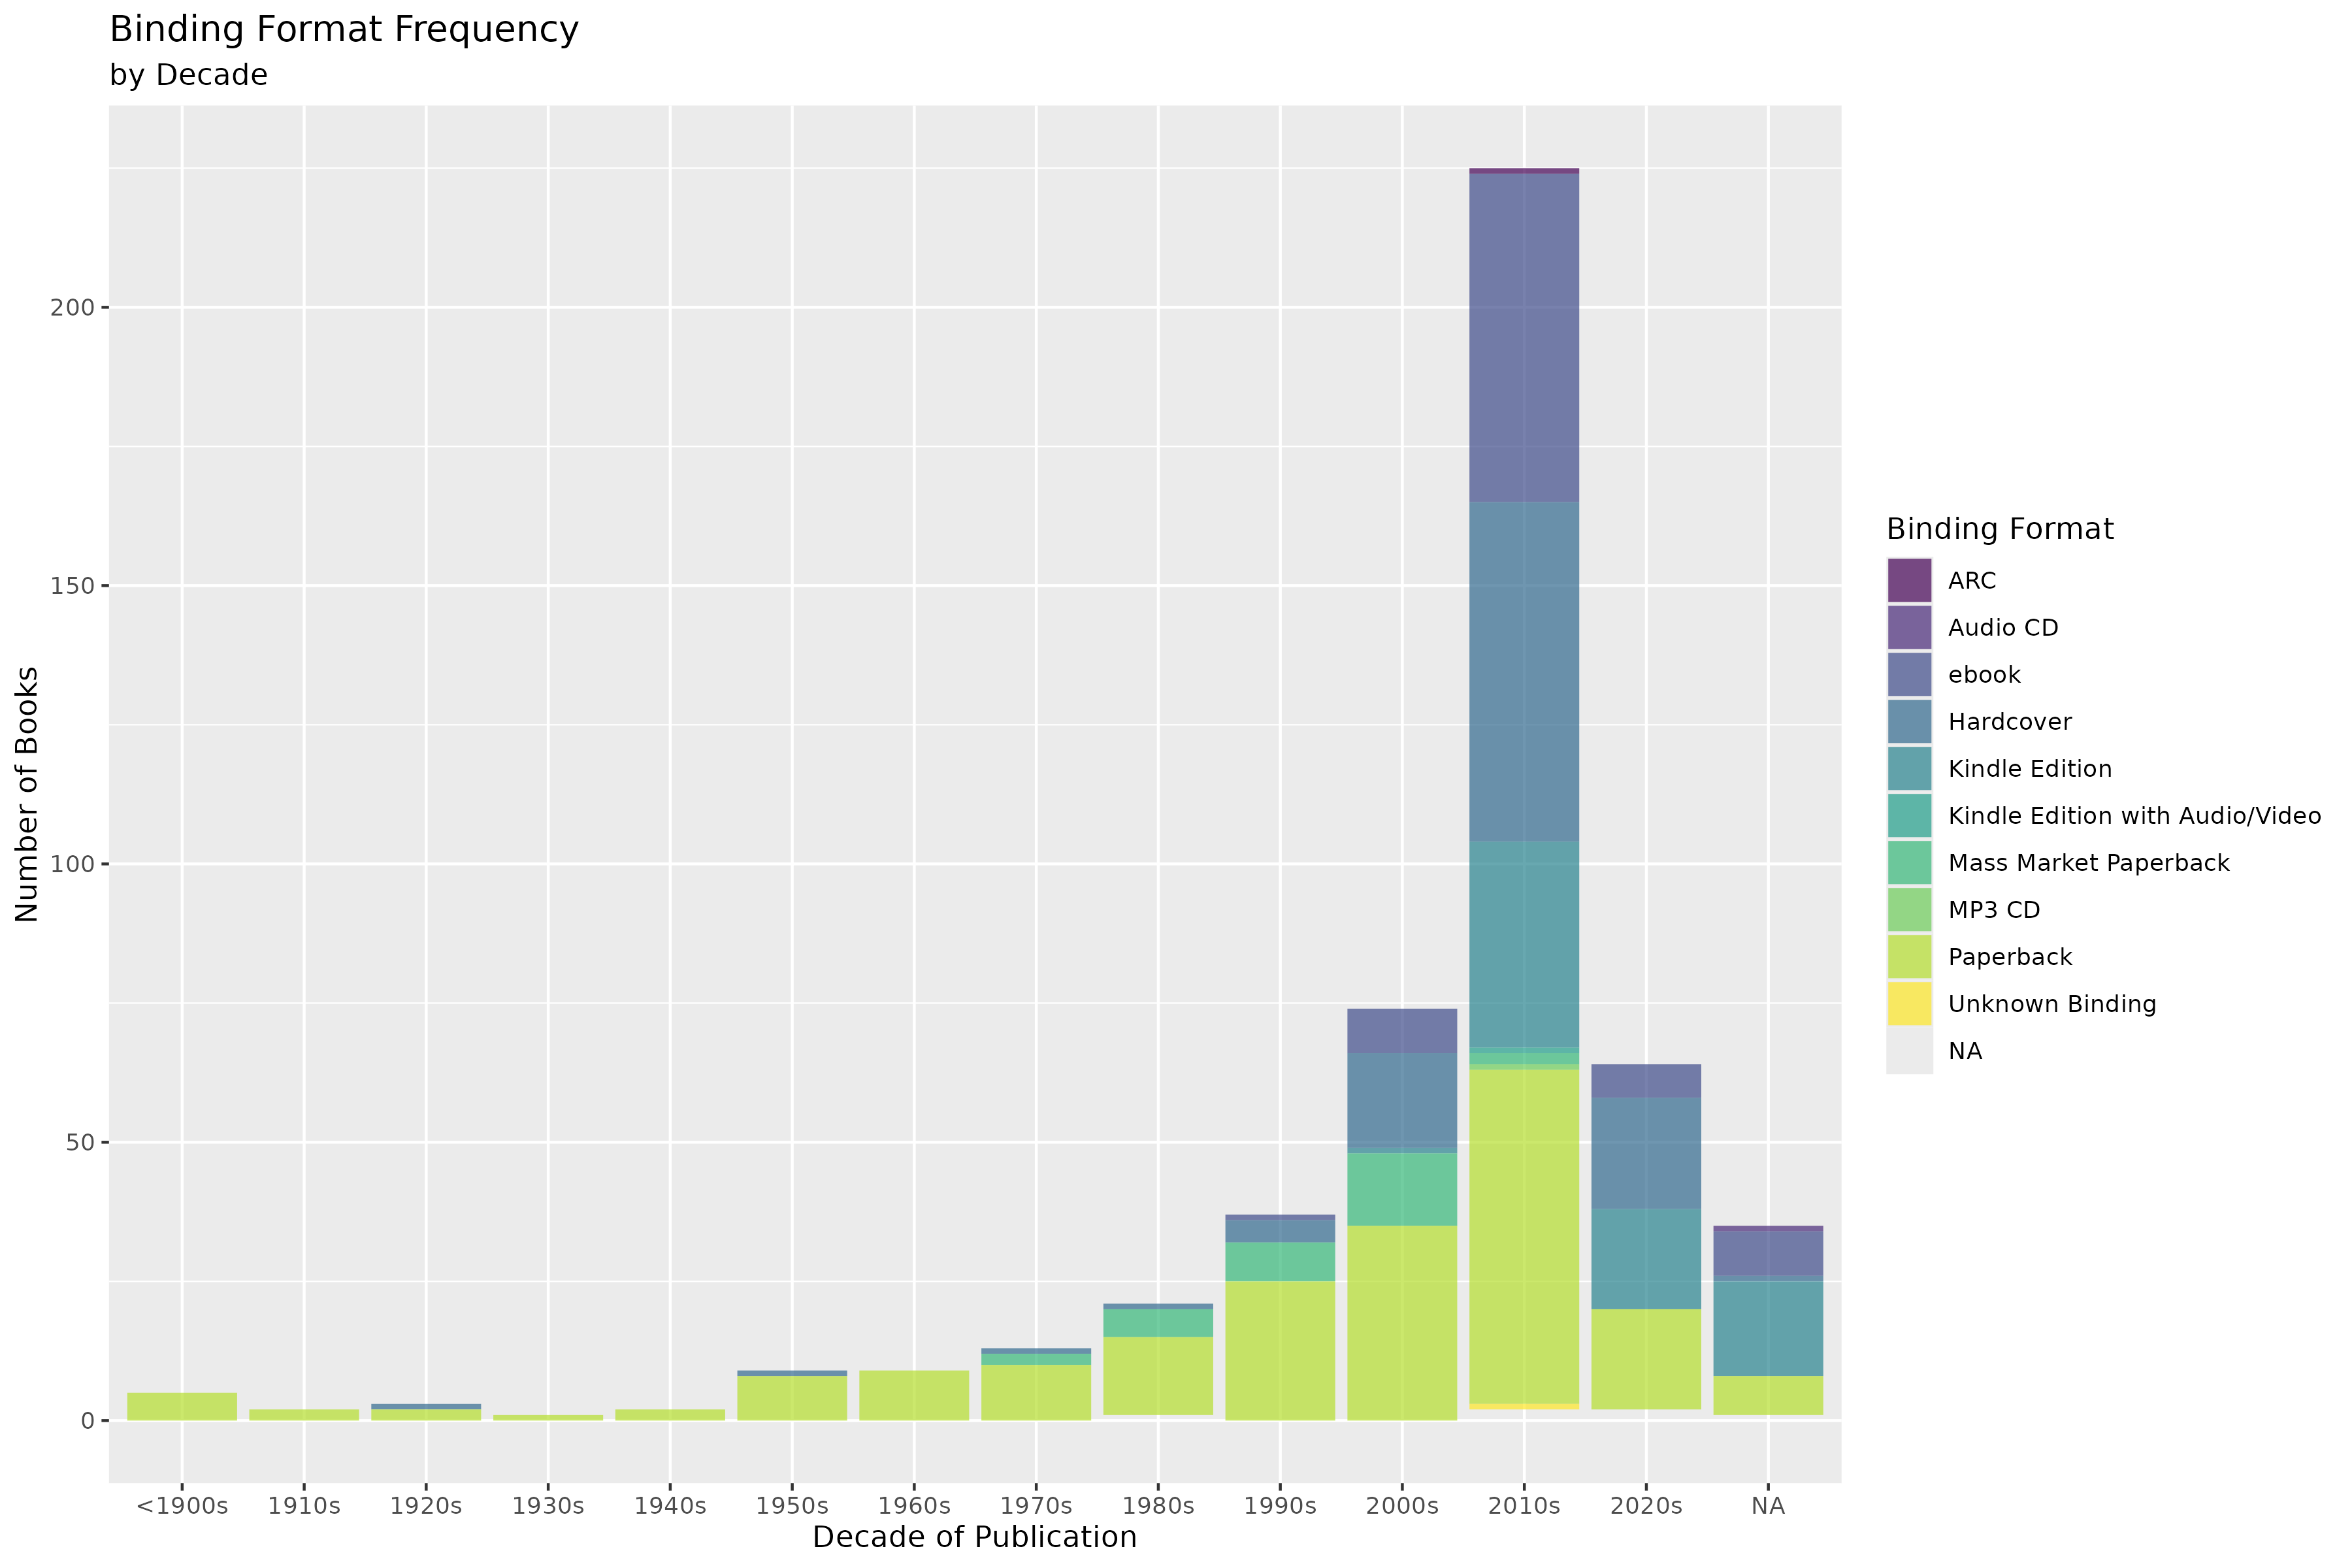 Binding Format Frequency
by Decade
Number of Books
200
150
100
50
0
<1900s 1910s 1920s 1930s 1940s 1950s 1960s 1970s 1980s 1990s 2000s 2010s 2020s NA
Decade of Publication
Binding Format
ARC
Audio CD
ebook
Hardcover
Kindle Edition
Kindle Edition with Audio/Video
Mass Market Paperback
MP3 CD
Paperback
Unknown Binding
NA